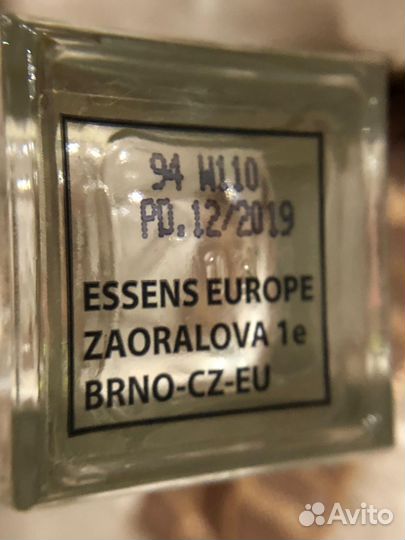 94 W110
PD.12/2019
ESSENS EUROPE
ZAORALOVA 1e
BRNO-CZ-EU
Avito